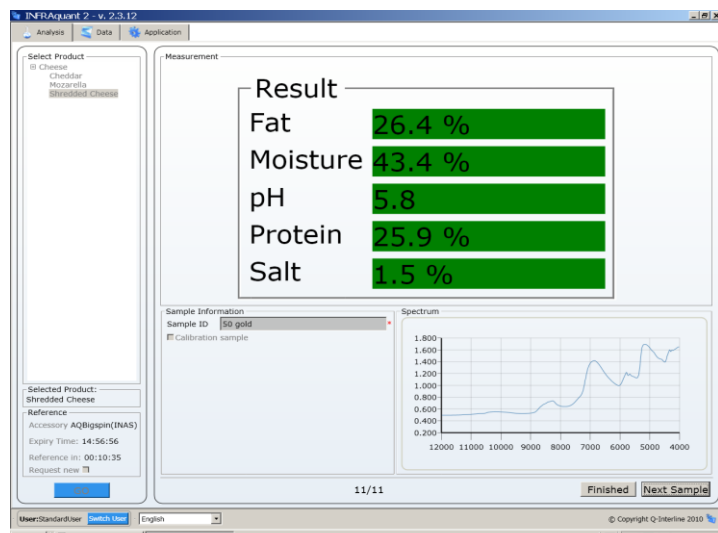 INFRAquant 2 - v. 2.3.12
Analysis Data Application
Select Product
Cheese
Cheddar
Mozarella
Shredded Cheese
Selected Product:
Shredded Cheese
Reference
Accessory AQBigspin(INAS)
Expiry Time: 14:56:56
Reference in: 00:10:35
Request new
Measurement
Result
Fat 26.4 %
Moisture 43.4 %
pH 5.8
Protein 25.9 %
Salt 1.5 %
Sample Information
Sample ID 50 gold *
Calibration sample
Spectrum
1.800
1.600
1.400
1.200
1.000
0.800
0.600
0.400
0.200
12000 11000 10000 9000 8000 7000 6000 5000 4000
11/11
Finished Next Sample
User:StandardUser Switch User English
© Copyright Q-Interline 2010